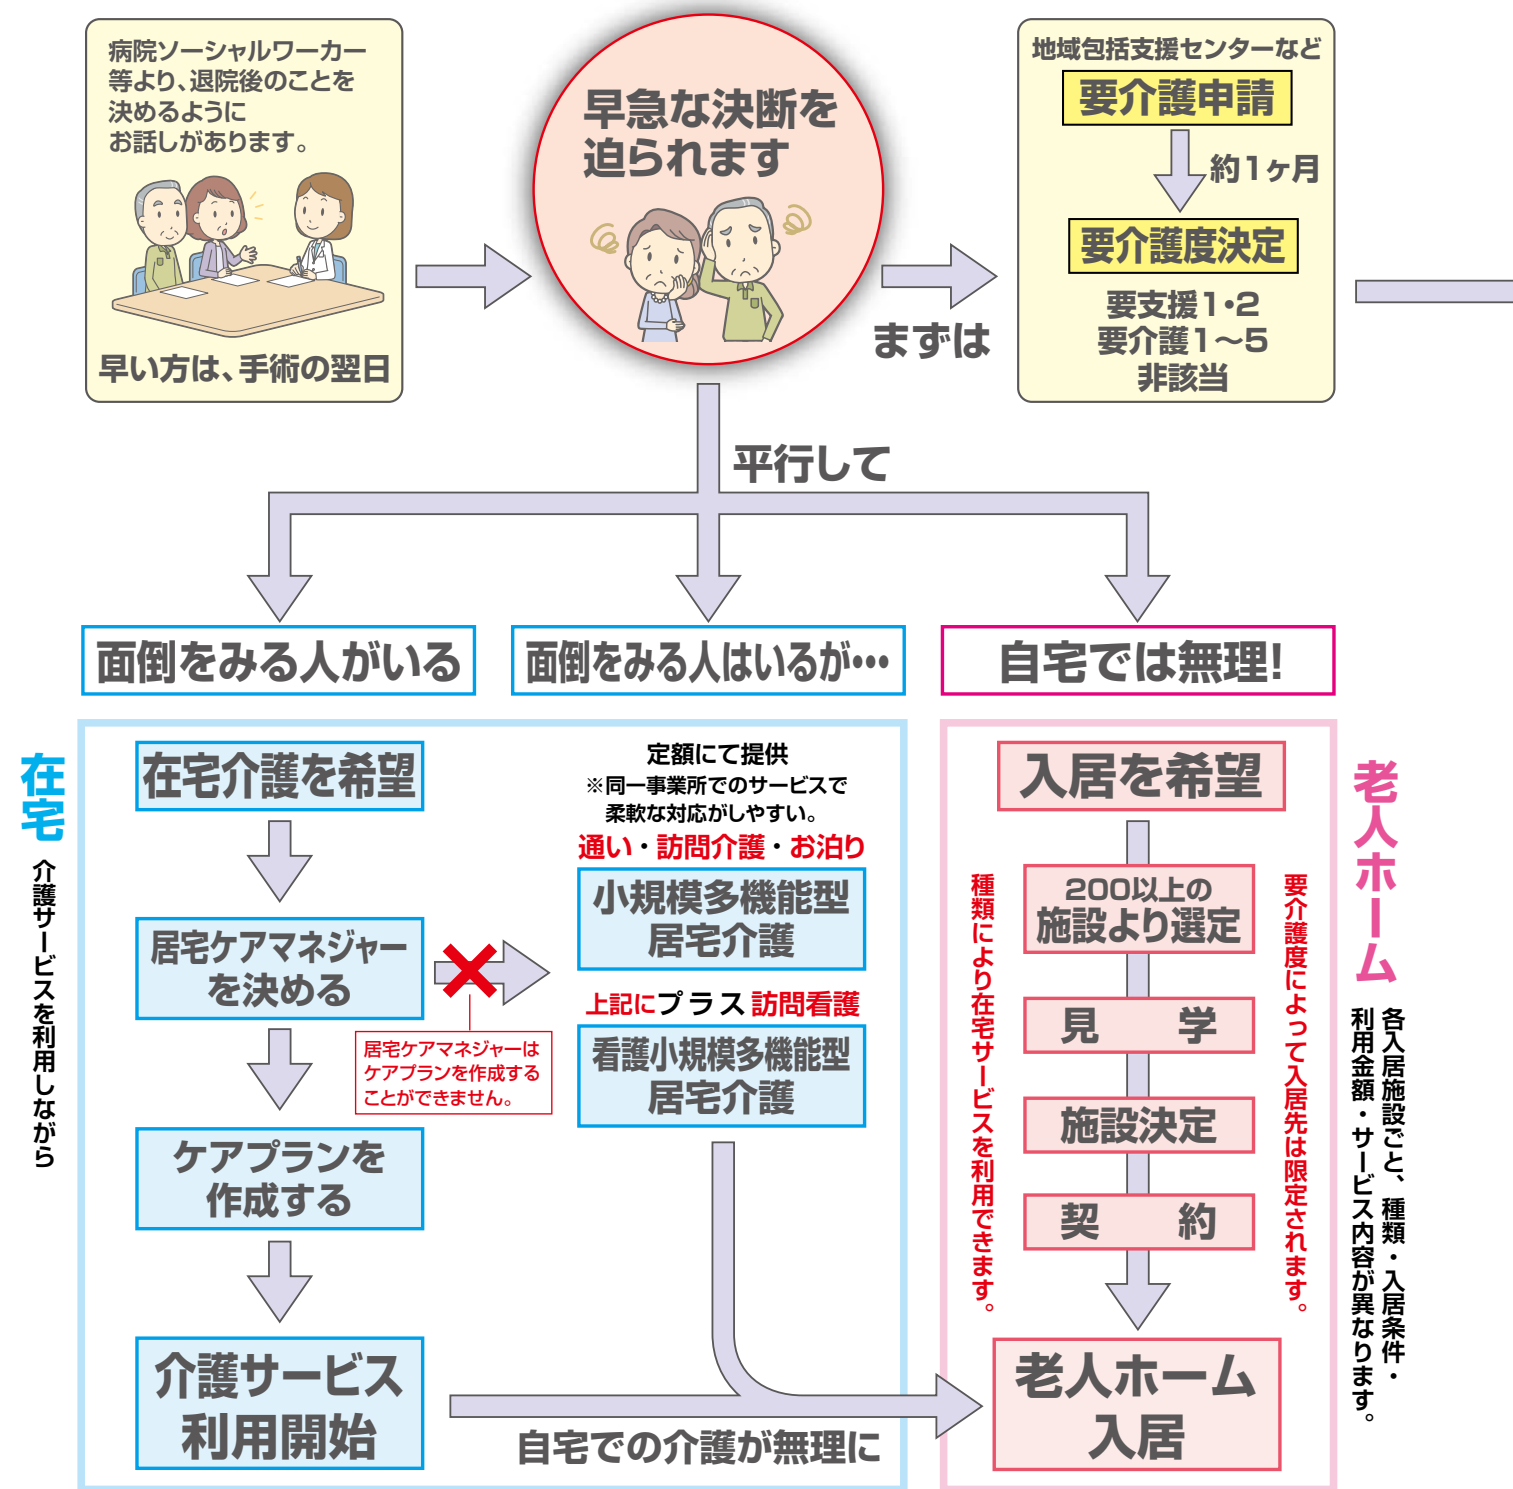 病院ソーシャルワーカー
等より、退院後のことを
決めるように
お話しがあります。
早い方は、手術の翌日
早急な決断を
迫られます
まずは
地域包括支援センターなど
要介護申請
約1ヶ月
要介護度決定
要支援1・2
要介護1〜5
非該当
平行して
面倒をみる人がいる
面倒をみる人はいるが・・・
自宅では無理!
在宅
介護サービスを利用しながら
在宅介護を希望
居宅ケアマネジャー
を決める
居宅ケアマネジャーは
ケアプランを作成する
ことができません。
ケアプランを
作成する
介護サービス
利用開始
定額にて提供
※同一事業所でのサービスで
柔軟な対応がしやすい。
通い・訪問介護・お泊り
小規模多機能型
居宅介護
上記にプラス訪問看護
看護小規模多機能型
居宅介護
自宅での介護が無理に
入居を希望
200以上の
施設より選定
見　学
施設決定
契　約
老人ホーム
入居
要介護度によって入居先は限定されます。
種類により在宅サービスを利用できます。
老人ホーム
各入居施設ごと、種類・入居条件・
利用金額・サービス内容が異なります。